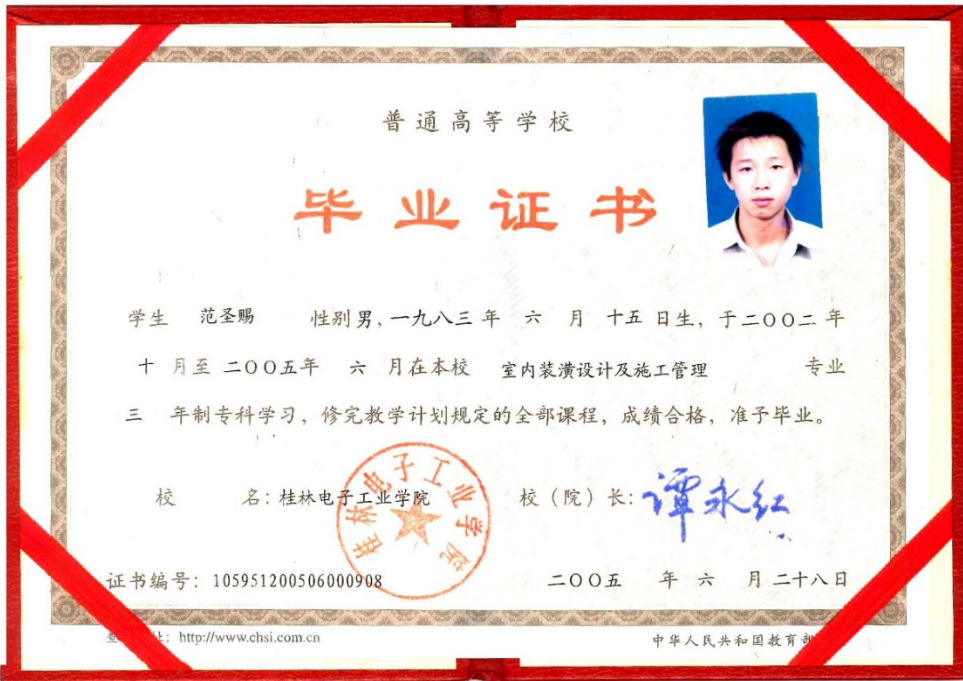 普通高等学校
毕业证书
学生 范圣赐 性别男，一九八三年 六 月 十五 日生，于二〇〇二年
十 月至 二〇〇五年 六 月在本校 室内装潢设计及施工管理 专业
三 年制专科学习，修完教学计划规定的全部课程，成绩合格，准予毕业。
校 名：桂林电子工业学院 校（院）长：谭永红
桂林电子工业学院
证书编号：105951200506000908 二〇〇五 年 六 月二十八日
http://www.chsi.com.cn 中华人民共和国教育部